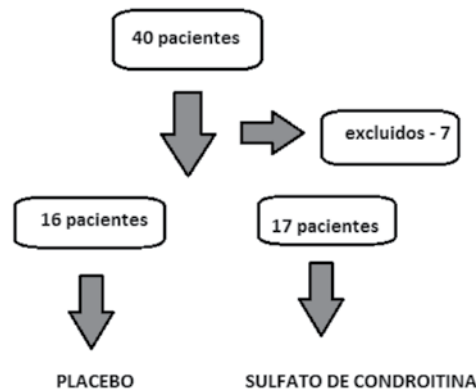 40 pacientes
excluidos - 7
16 pacientes
17 pacientes
PLACEBO
SULFATO DE CONDROITINA